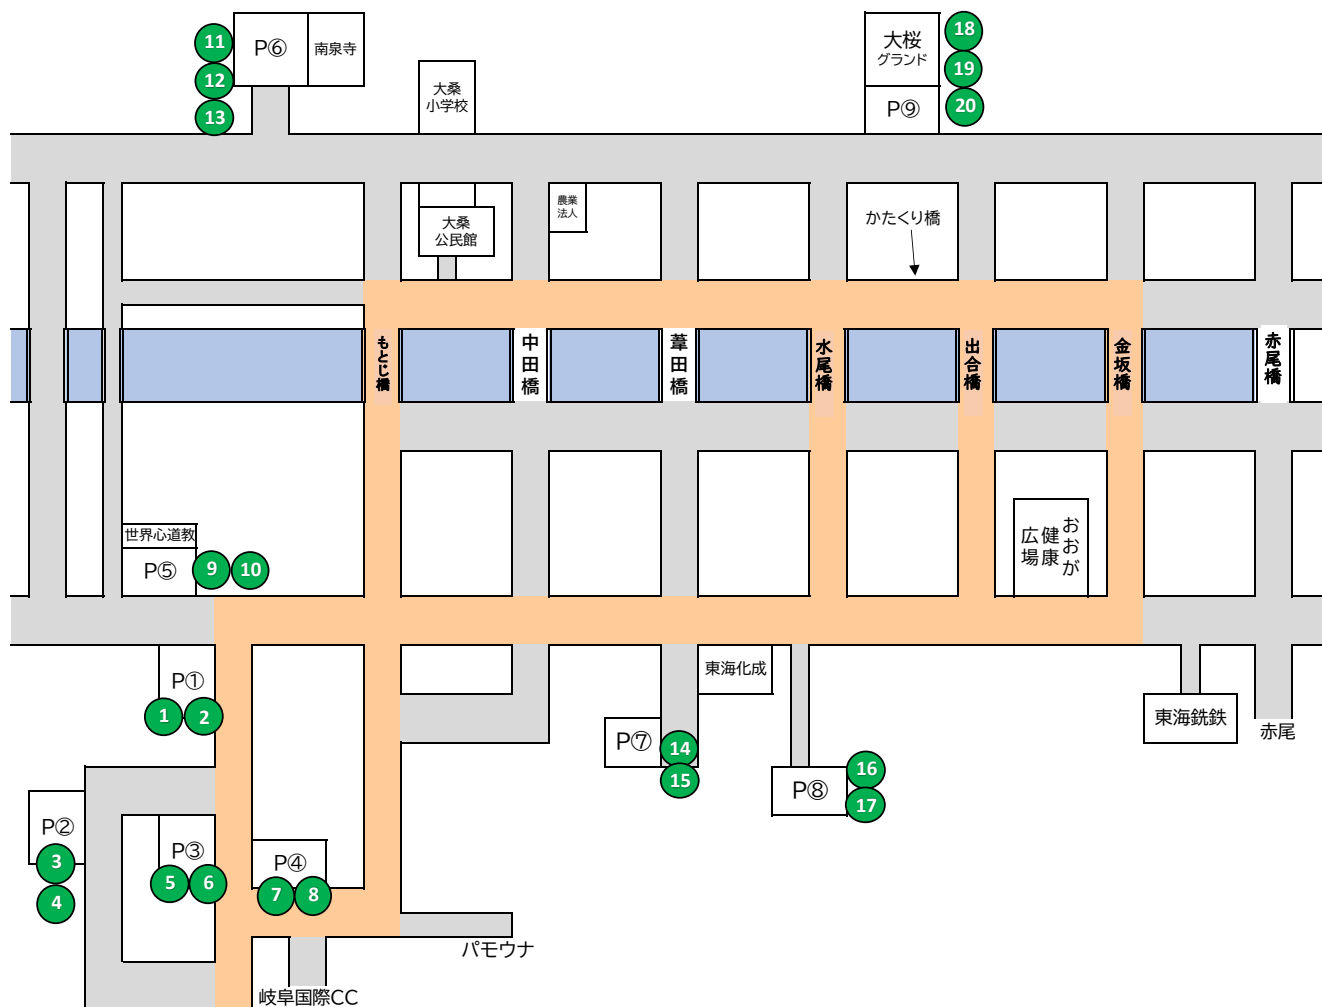 11
12
13
P⑥
南泉寺
大桑
小学校
大桜
グランド
P⑨
18
19
20
農業
法人
大桑
公民館
かたくり橋
もとじ橋
中田橋
葦田橋
水尾橋
出合橋
金坂橋
赤尾橋
世界心道教
P⑤
9
10
おおが
健康
広場
P①
1
2
東海化成
P⑦
14
15
P⑧
16
17
東海銑鉄
赤尾
P②
3
4
P③
5
6
P④
7
8
パモウナ
岐阜国際CC